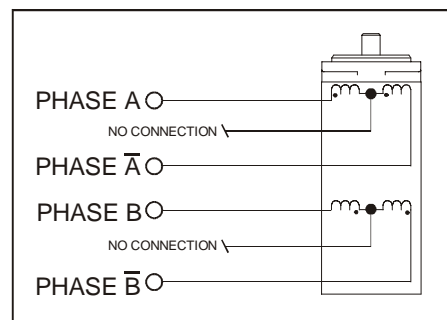 PHASE A
NO CONNECTION
PHASE A̅
PHASE B
NO CONNECTION
PHASE B̅